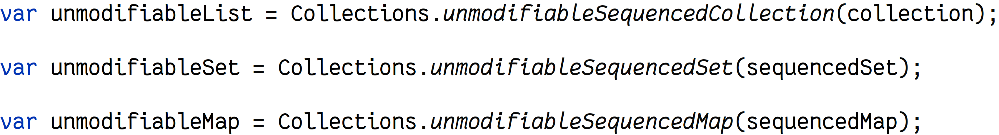 var unmodifiableList = Collections.unmodifiableSequencedCollection(collection);
var unmodifiableSet = Collections.unmodifiableSequencedSet(sequencedSet);
var unmodifiableMap = Collections.unmodifiableSequencedMap(sequencedMap);